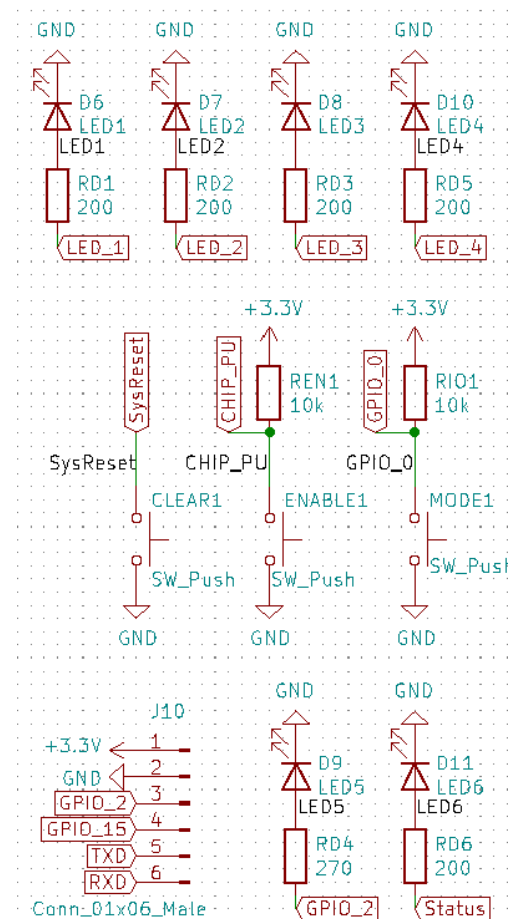 GND GND GND GND
D6 D7 D8 D10
LED1 LED2 LED3 LED4
LED1 LED2 LED4
RD1 RD2 RD3 RD5
200 200 200 200
LED_1 LED_2 LED_3 LED_4
+3.3V +3.3V
SysReset CHIP_PU GPIO_0
REN1 RIO1
10k 10k
SysReset CHIP_PU GPIO_0
CLEAR1 ENABLE1 MODE1
SW_Push SW_Push SW_Push
GND GND GND
GND GND
J10
+3.3V 1
GND 2
GPIO_2 3
GPIO_15 4
TXD 5
RXD 6
Conn_01x06_Male
D9 D11
LED5 LED6
LED5 LED6
RD4 RD6
270 200
GPIO_2 Status